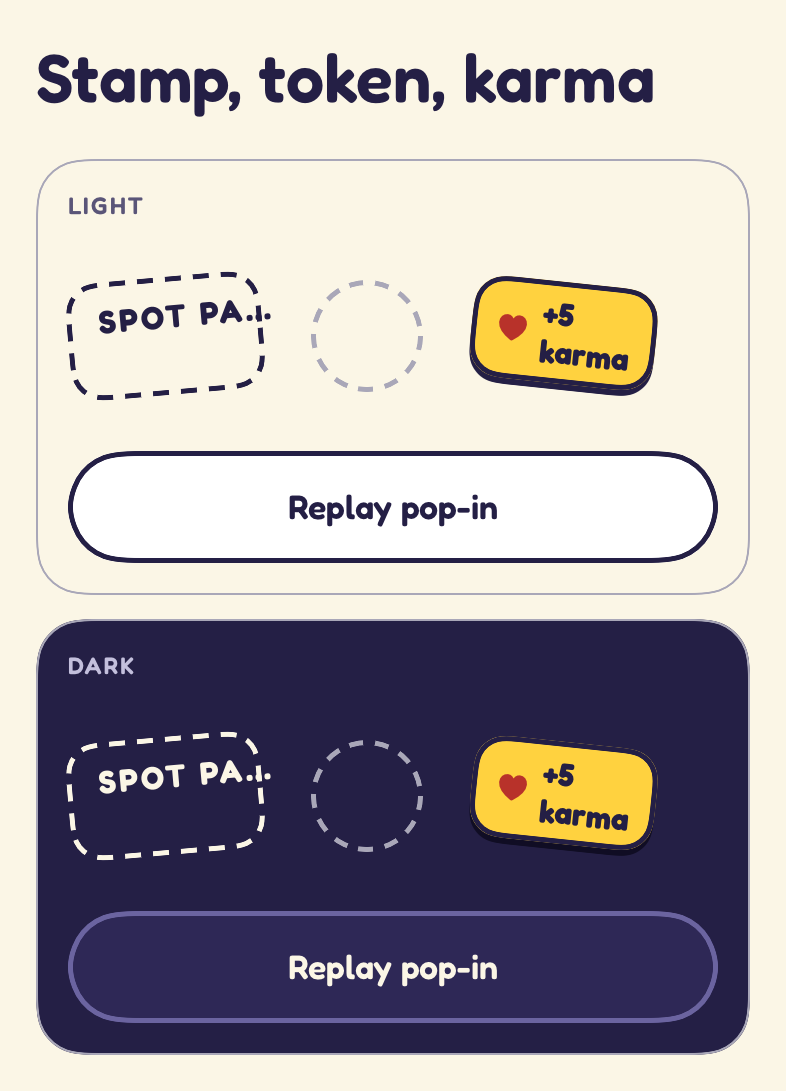 Stamp, token, karma
LIGHT
SPOT PA...
+5
karma
Replay pop-in
DARK
SPOT PA...
+5
karma
Replay pop-in